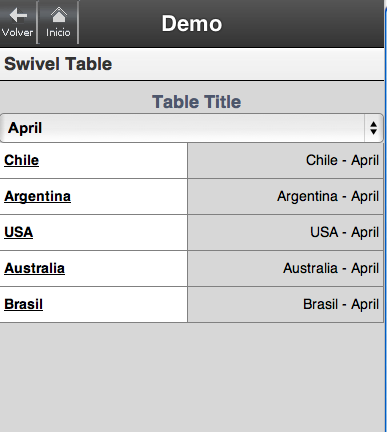 Demo
Volver Inicio
Swivel Table
Table Title
April
Chile Chile - April
Argentina Argentina - April
USA USA - April
Australia Australia - April
Brasil Brasil - April